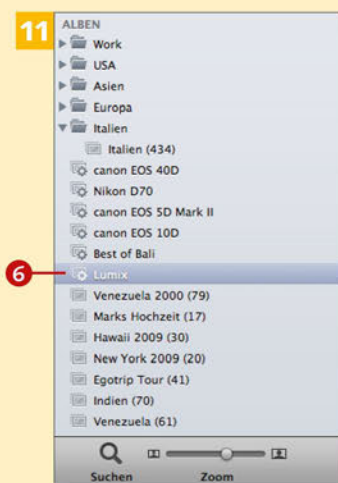 11
ALBEN
Work
USA
Asien
Europa
Italien
Italien (434)
canon EOS 40D
Nikon D70
canon EOS 5D Mark II
canon EOS 10D
Best of Bali
6 Lumix
Venezuela 2000 (79)
Marks Hochzeit (17)
Hawaii 2009 (30)
New York 2009 (20)
Egotrip Tour (41)
Indien (70)
Venezuela (61)
Suchen Zoom